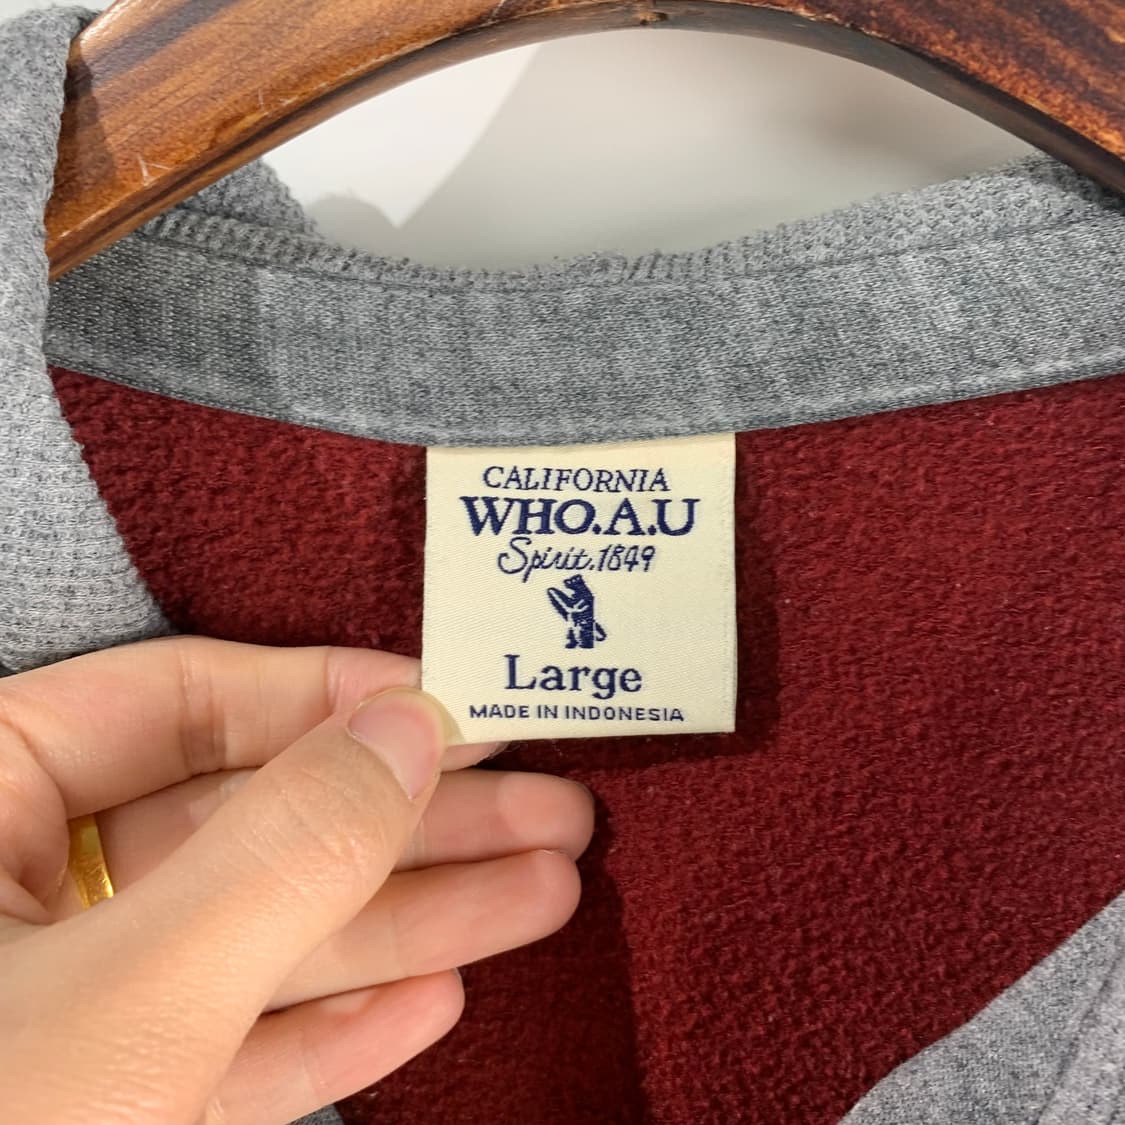 CALIFORNIA
WHO.A.U
Spirit.1849
Large
MADE IN INDONESIA